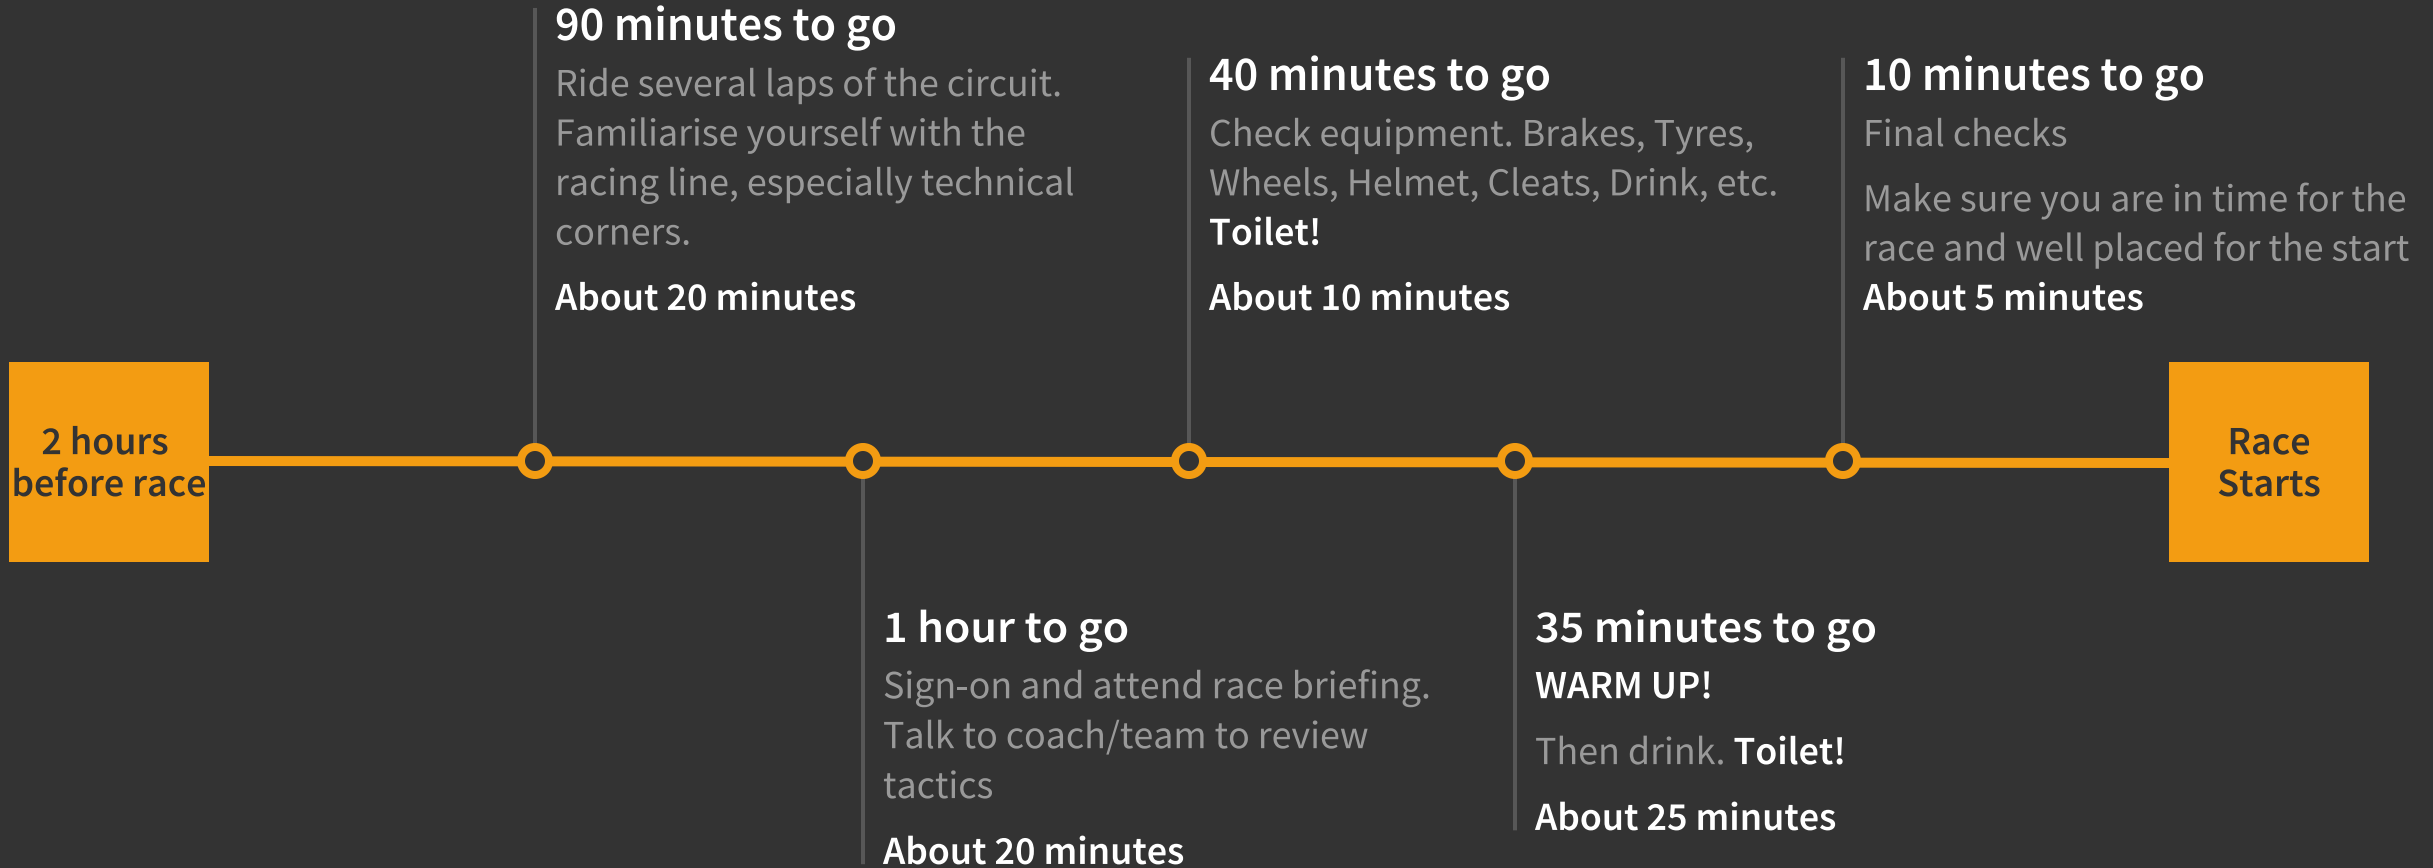 2 hours
before race
90 minutes to go
Ride several laps of the circuit.
Familiarise yourself with the
racing line, especially technical
corners.
About 20 minutes
1 hour to go
Sign-on and attend race briefing.
Talk to coach/team to review
tactics
About 20 minutes
40 minutes to go
Check equipment. Brakes, Tyres,
Wheels, Helmet, Cleats, Drink, etc.
Toilet!
About 10 minutes
35 minutes to go
WARM UP!
Then drink. Toilet!
About 25 minutes
10 minutes to go
Final checks
Make sure you are in time for the
race and well placed for the start
About 5 minutes
Race
Starts